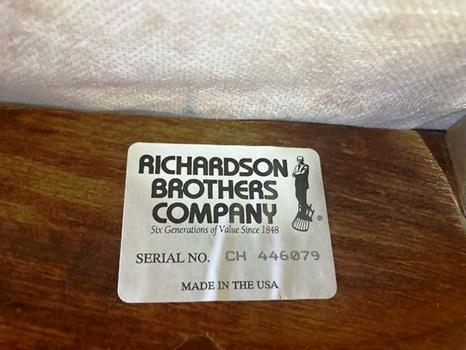 RICHARDSON
BROTHERS
COMPANY ®
Six Generations of Value Since 1848
SERIAL NO. CH 446079
MADE IN THE USA